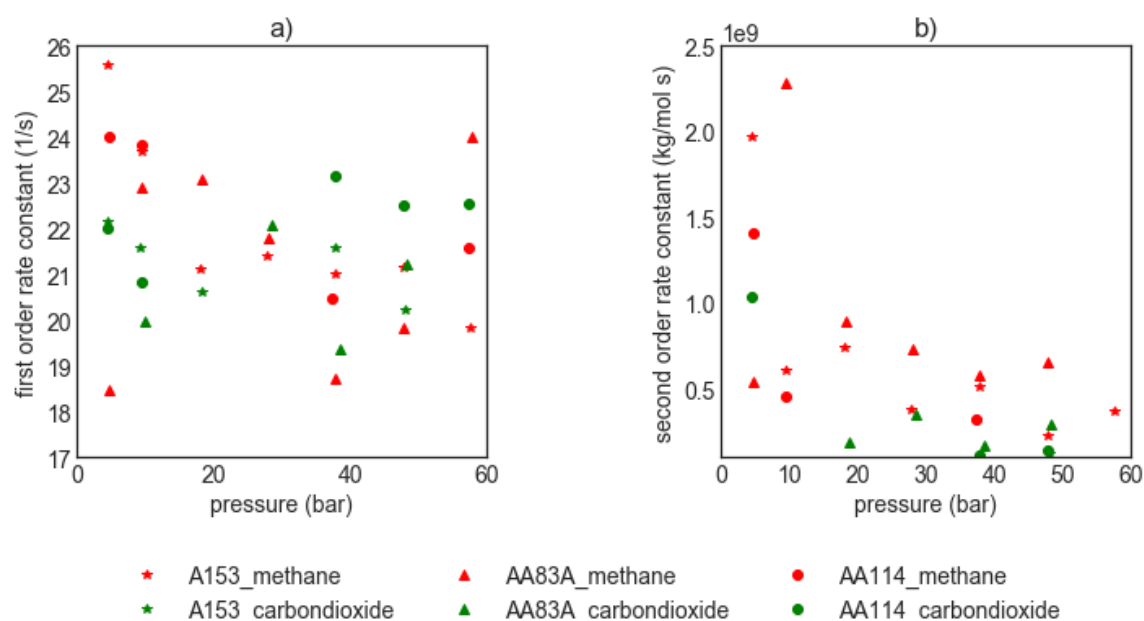 a)
first order rate constant (1/s)
26
25
24
23
22
21
20
19
18
17
0
20
40
60
pressure (bar)
b)
1e9
second order rate constant (kg/mol s)
2.5
2.0
1.5
1.0
0.5
0
10
20
30
40
50
60
pressure (bar)
A153_methane
AA83A_methane
AA114_methane
A153_carbondioxide
AA83A_carbondioxide
AA114_carbondioxide